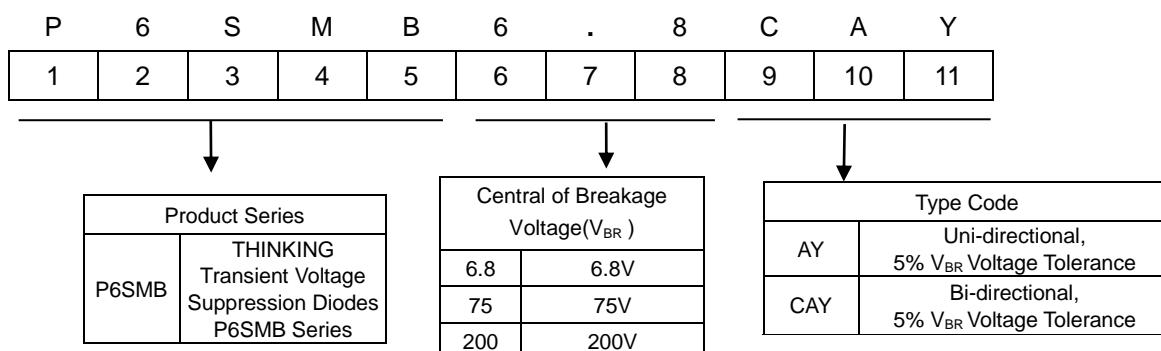 P 6 S M B 6 . 8 C A Y
1 2 3 4 5 6 7 8 9 10 11
Product Series
P6SMB
THINKING
Transient Voltage
Suppression Diodes
P6SMB Series
Central of Breakage
Voltage(VBR )
6.8 6.8V
75 75V
200 200V
Type Code
AY
Uni-directional,
5% VBR Voltage Tolerance
CAY
Bi-directional,
5% VBR Voltage Tolerance